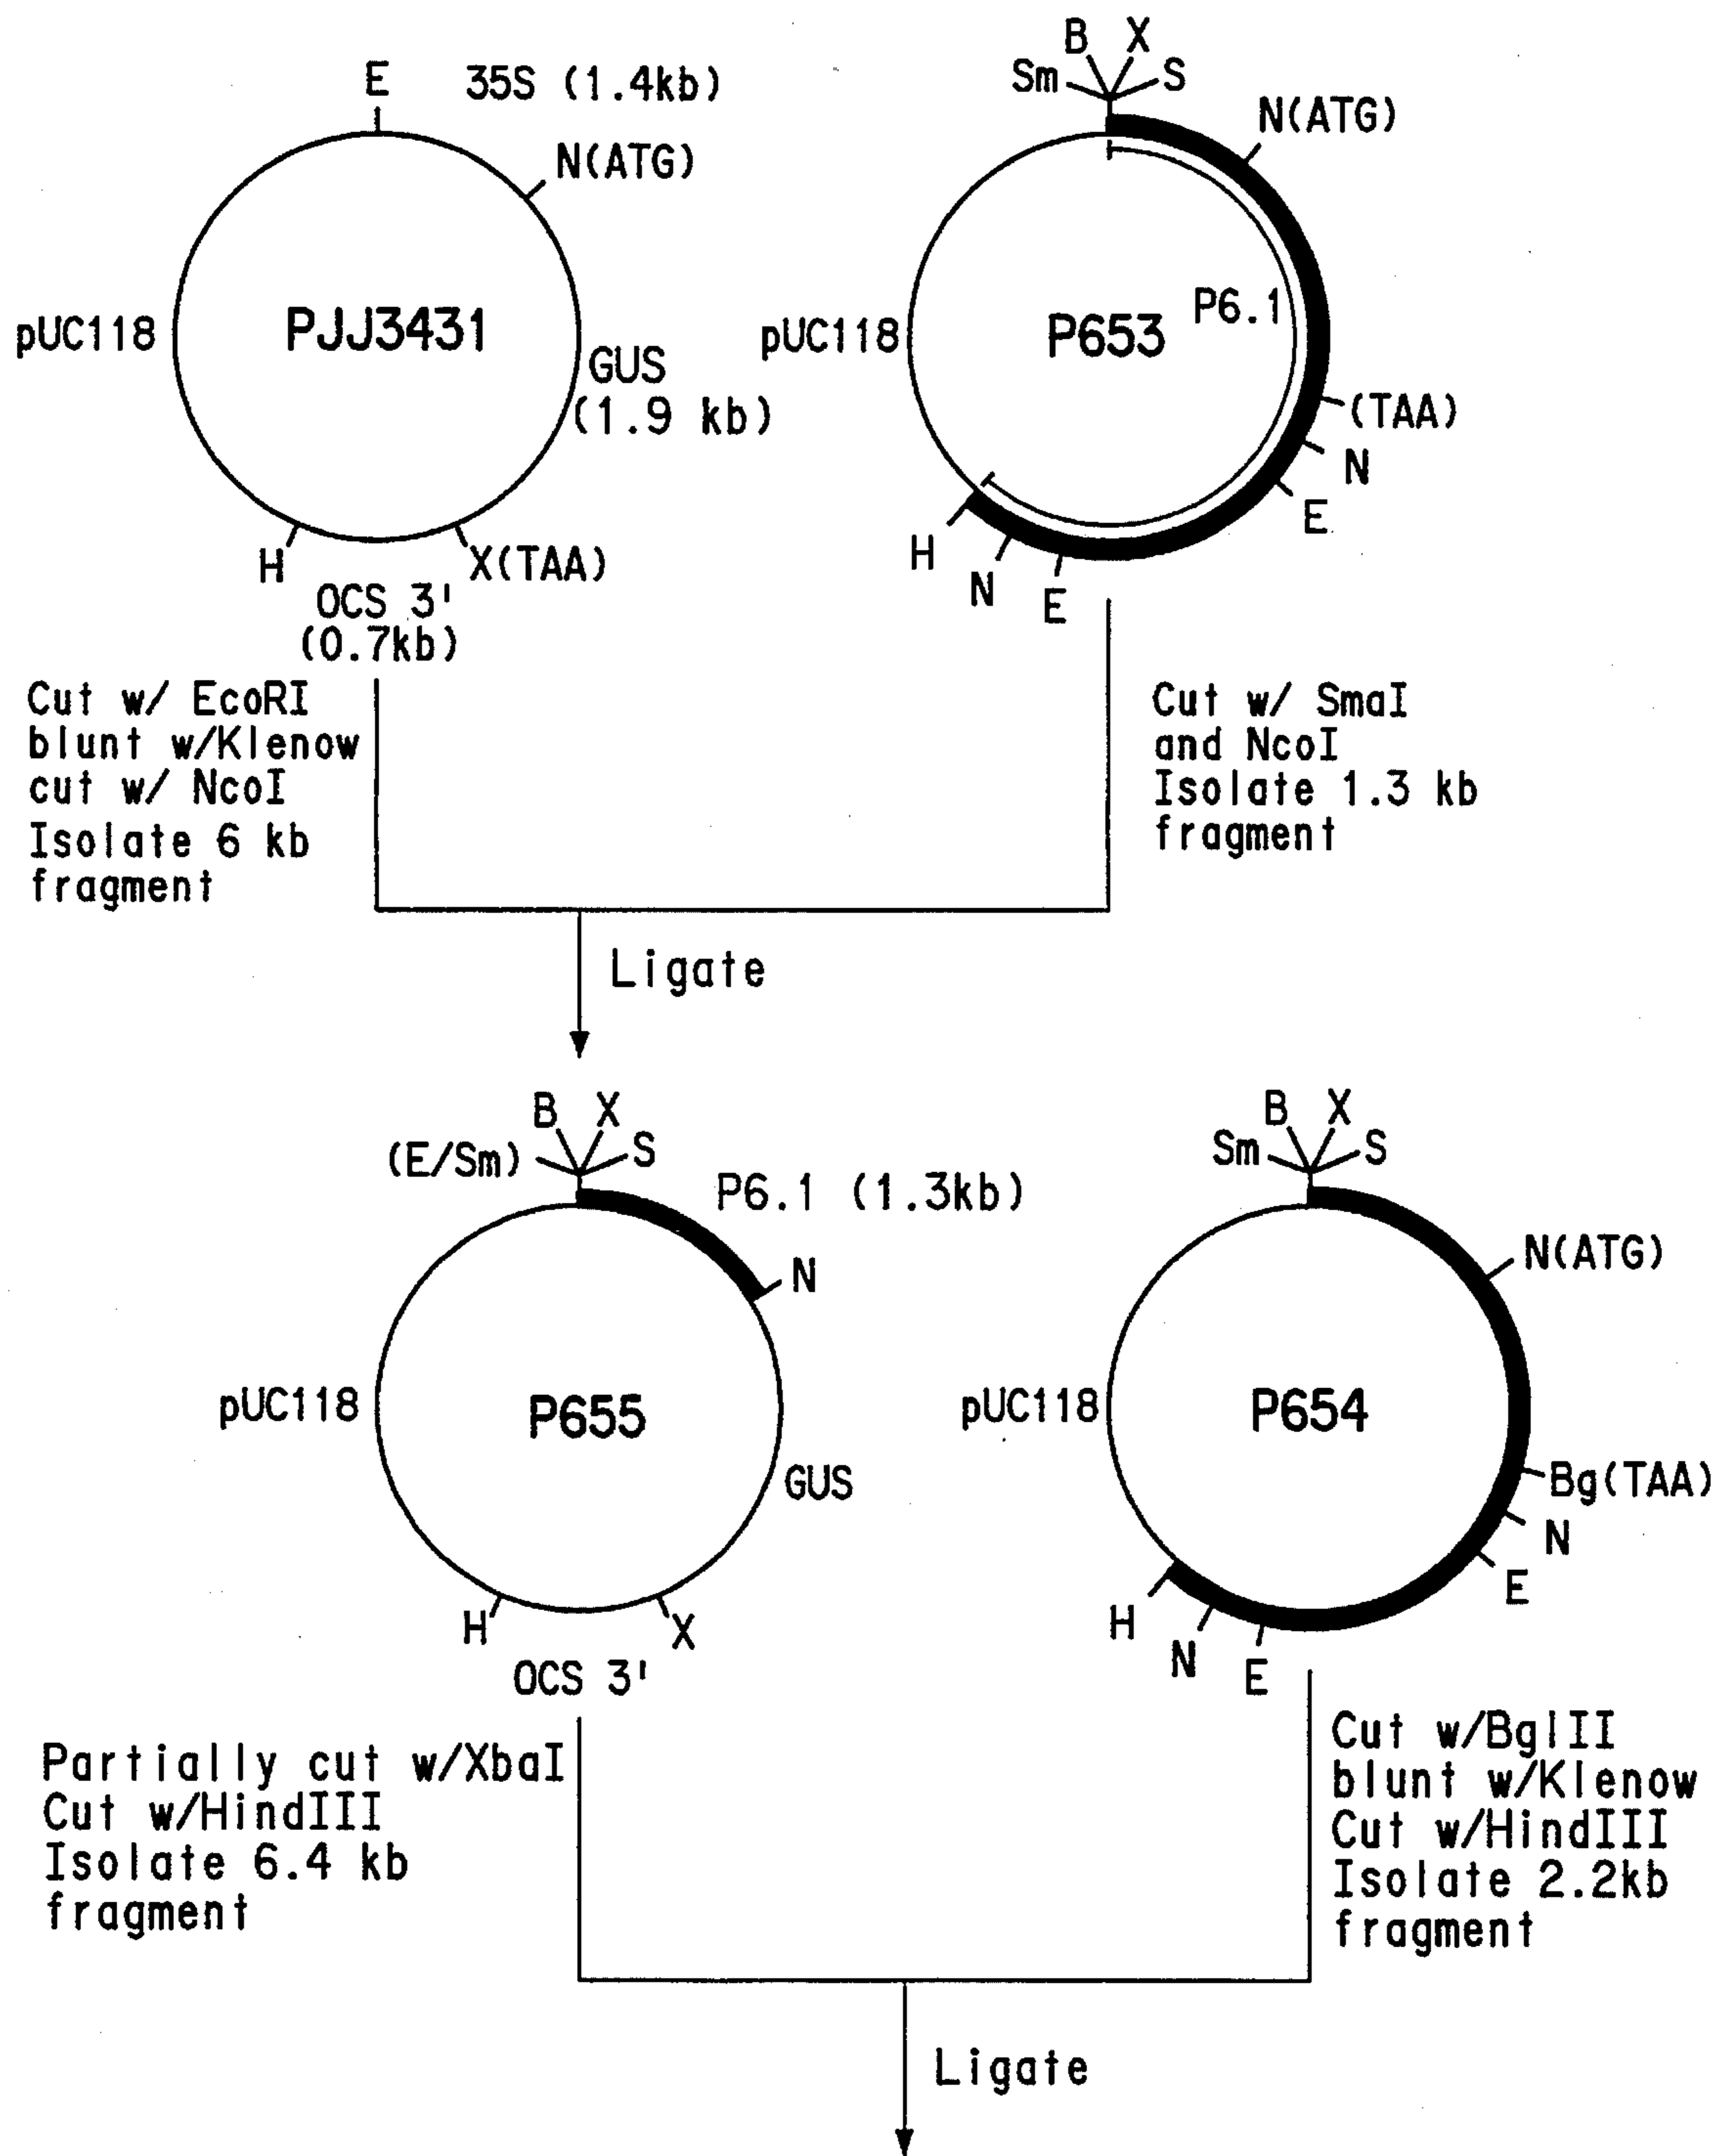 E
35S (1.4kb)
N(ATG)
pUC118
PJJ3431
GUS
(1.9 kb)
H
X(TAA)
OCS 3'
(0.7kb)
B
X
Sm
S
N(ATG)
pUC118
P653
P6.1
(TAA)
N
E
H
N
E
Cut w/ EcoRI
blunt w/Klenow
cut w/ NcoI
Isolate 6 kb
fragment
Cut w/ SmaI
and NcoI
Isolate 1.3 kb
fragment
Ligate
B
X
(E/Sm)
S
P6.1 (1.3kb)
N
pUC118
P655
GUS
H
X
OCS 3'
B
X
Sm
S
N(ATG)
pUC118
P654
Bg(TAA)
N
E
H
N
E
Partially cut w/XbaI
Cut w/HindIII
Isolate 6.4 kb
fragment
Cut w/BglII
blunt w/Klenow
Cut w/HindIII
Isolate 2.2kb
fragment
Ligate